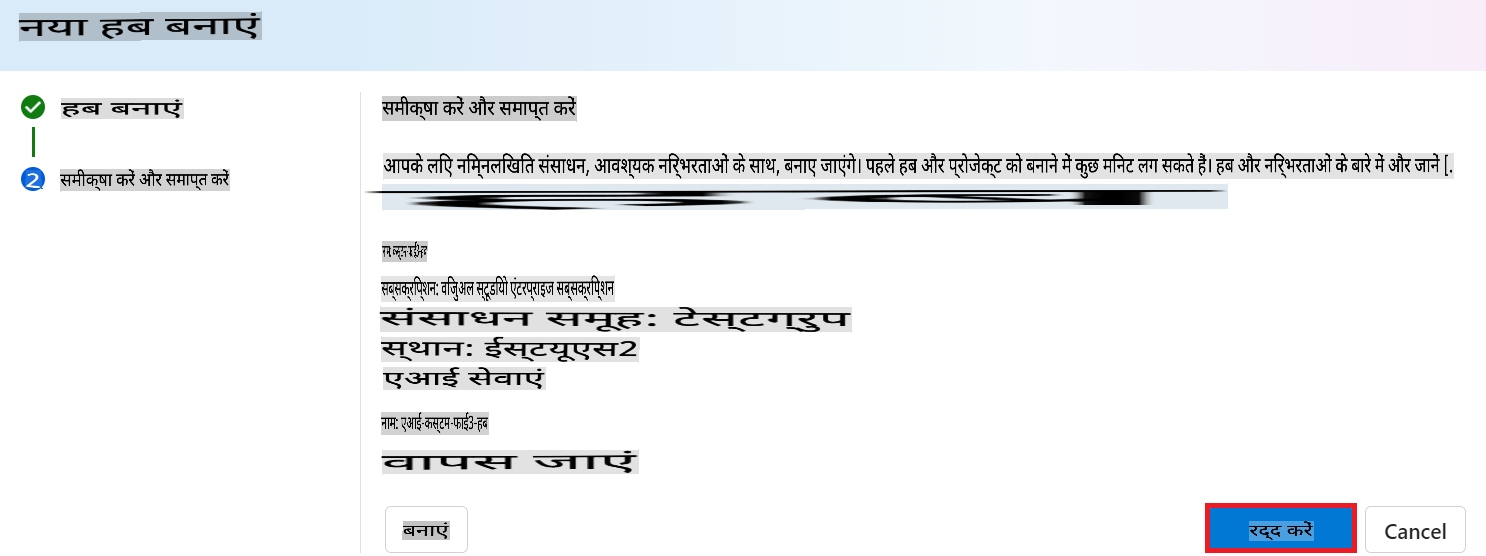 नया हब बनाएं
हब बनाएं
समीक्षा करें और समाप्त करें
समीक्षा करें और समाप्त करें
आपके लिए निम्नलिखित संसाधन, आवश्यक निर्भरताओं के साथ, बनाए जाएंगे। पहले हब और प्रोजेक्ट को बनाने में कुछ मिनट लग सकते हैं। हब और निर्भरताओं के बारे में और जानें [.
2
सब्सक्रिप्शन: विज़ुअल स्टूडियो एंटरप्राइज सब्सक्रिप्शन
संसाधन समूह: टेस्टग्रुप
स्थान: ईस्टयूएस2
एआई सेवाएं
नाम: एआई-कस्टम-फाई3-हब
वापस जाएं
बनाएं
रद्द करें
Cancel